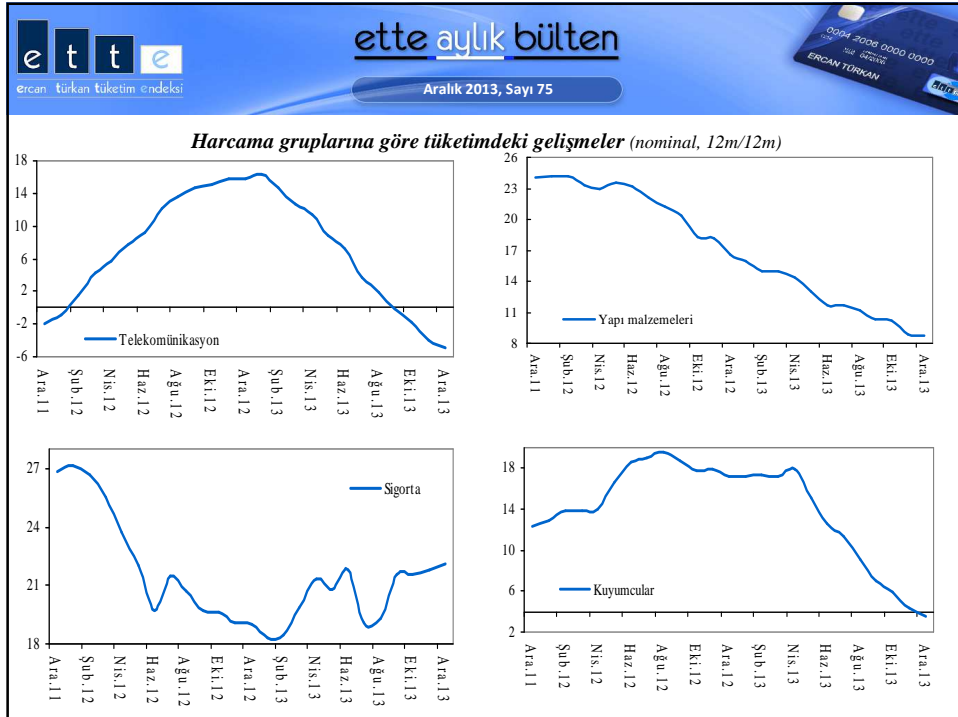 e t t e
ercan türkan tüketim endeksi
ette aylık bülten
Aralık 2013, Sayı 75
0004 2006 0000 0000
ERCAN TÜRKAN
Harcama gruplarına göre tüketimdeki gelişmeler (nominal, 12m/12m)
18
14
10
6
2
-2
-6
Telekomünikasyon
Ara.11 Şub.12 Nis.12 Haz.12 Ağu.12 Eki.12 Ara.12 Şub.13 Nis.13 Haz.13 Ağu.13 Eki.13 Ara.13
26
23
20
17
14
11
8
Yapı malzemeleri
Ara.11 Şub.12 Nis.12 Haz.12 Ağu.12 Eki.12 Ara.12 Şub.13 Nis.13 Haz.13 Ağu.13 Eki.13 Ara.13
27
24
21
18
Sigorta
Ara.11 Şub.12 Nis.12 Haz.12 Ağu.12 Eki.12 Ara.12 Şub.13 Nis.13 Haz.13 Ağu.13 Eki.13 Ara.13
18
14
10
6
2
Kuyumcular
Ara.11 Şub.12 Nis.12 Haz.12 Ağu.12 Eki.12 Ara.12 Şub.13 Nis.13 Haz.13 Ağu.13 Eki.13 Ara.13